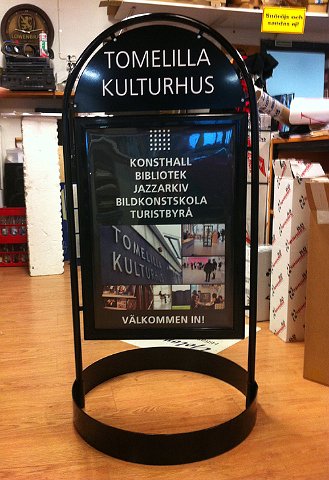 TOMELILLA
KULTURHUS
KONSTHALL
BIBLIOTEK
JAZZARKIV
BILDKONSTSKOLA
TURISTBYRÅ
TOMELILLA
KULTURHUS
VÄLKOMMEN IN!